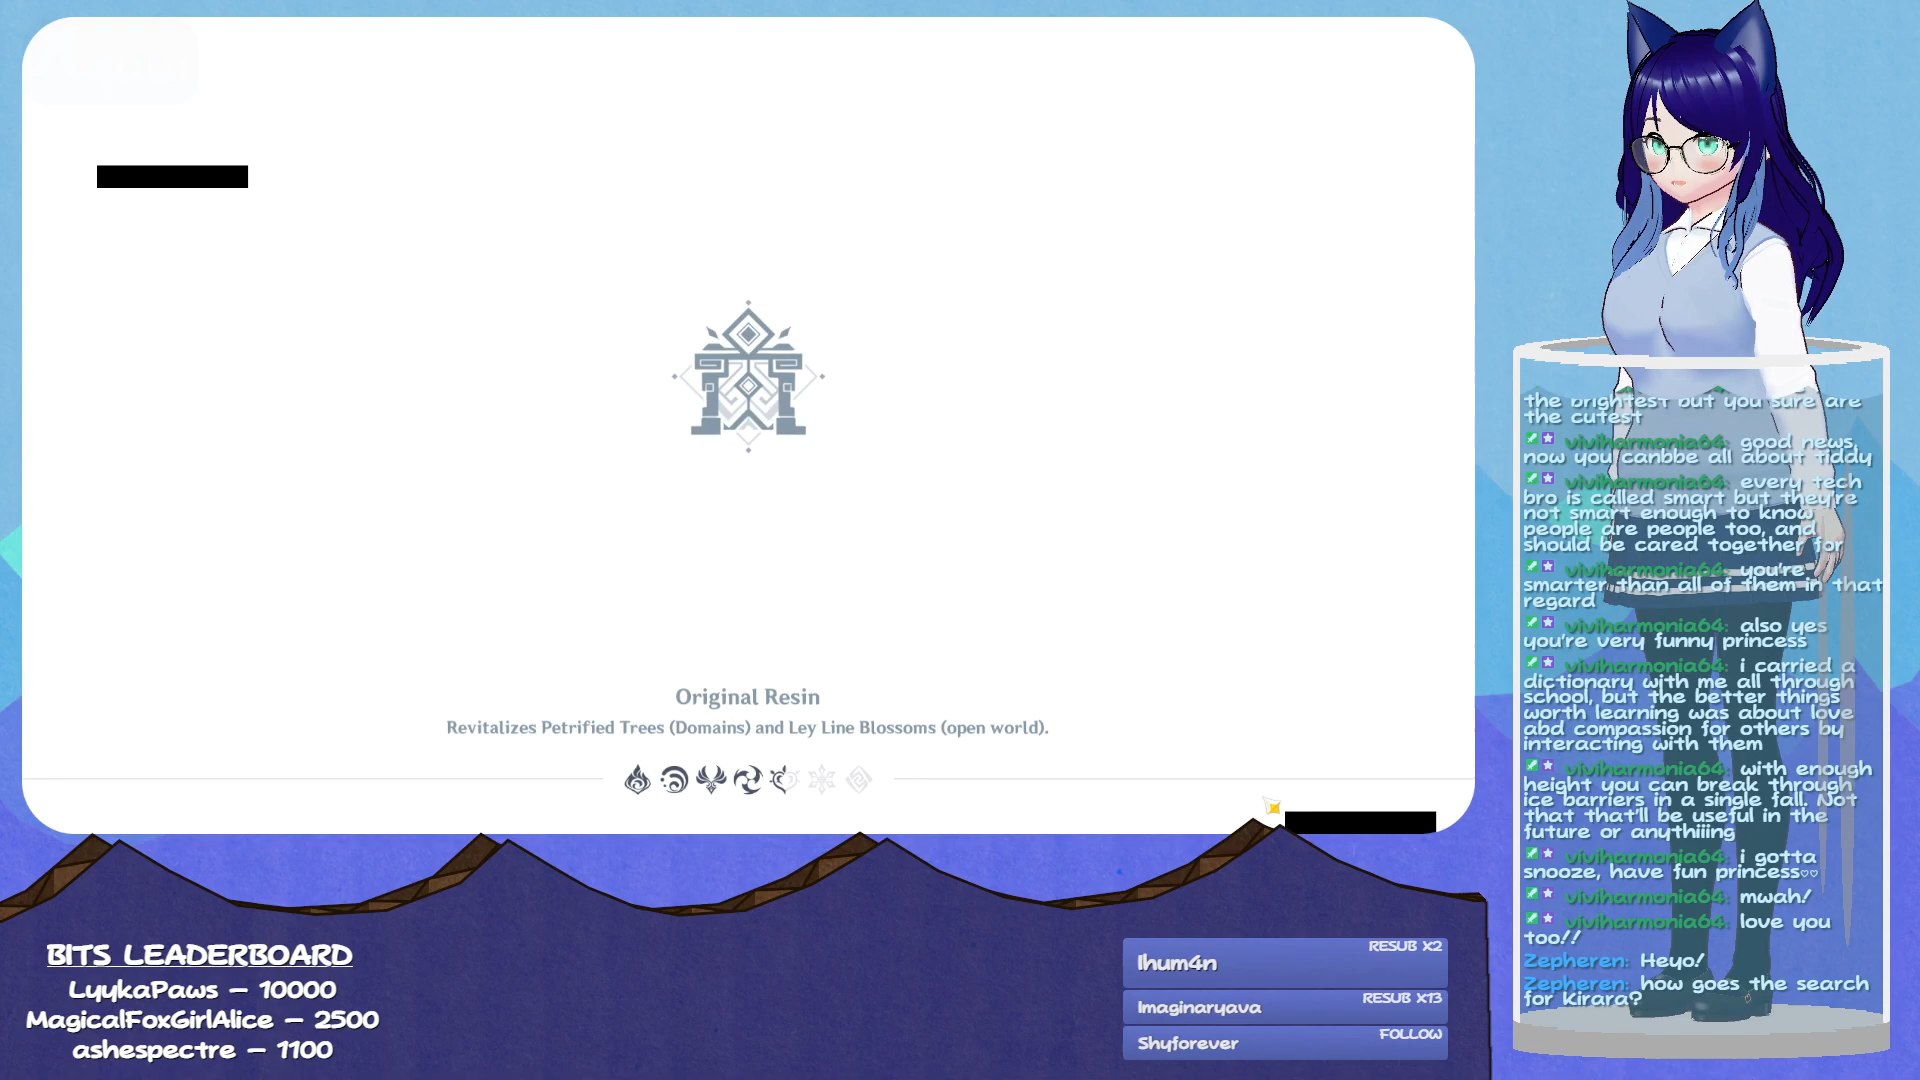 Original Resin
Revitalizes Petrified Trees (Domains) and Ley Line Blossoms (open world).
BITS LEADERBOARD
LyykaPaws – 10000
MagicalFoxGirlAlice – 2500
ashespectre – 1100
RESUB X2
lhum4n
RESUB X13
Imaginaryava
FOLLOW
Shyforever
the brightest but you sure are
the cutest
viviharmonia64: good news,
now you canbbe all about tiddy
viviharmonia64: every tech
bro is called smart but they're
not smart enough to know
people are people too, and
should be cared together for
viviharmonia64: you're
smarter than all of them in that
regard
viviharmonia64: also yes
you're very funny princess
viviharmonia64: i carried a
dictionary with me all through
school, but the better things
worth learning was about love
abd compassion for others by
interacting with them
viviharmonia64: with enough
height you can break through
ice barriers in a single fall. Not
that that'll be useful in the
future or anythiiing
viviharmonia64: i gotta
snooze, have fun princess♡♡
viviharmonia64: mwah!
viviharmonia64: love you
too!!
Zepheren: Heyo!
Zepheren: how goes the search
for Kirara?